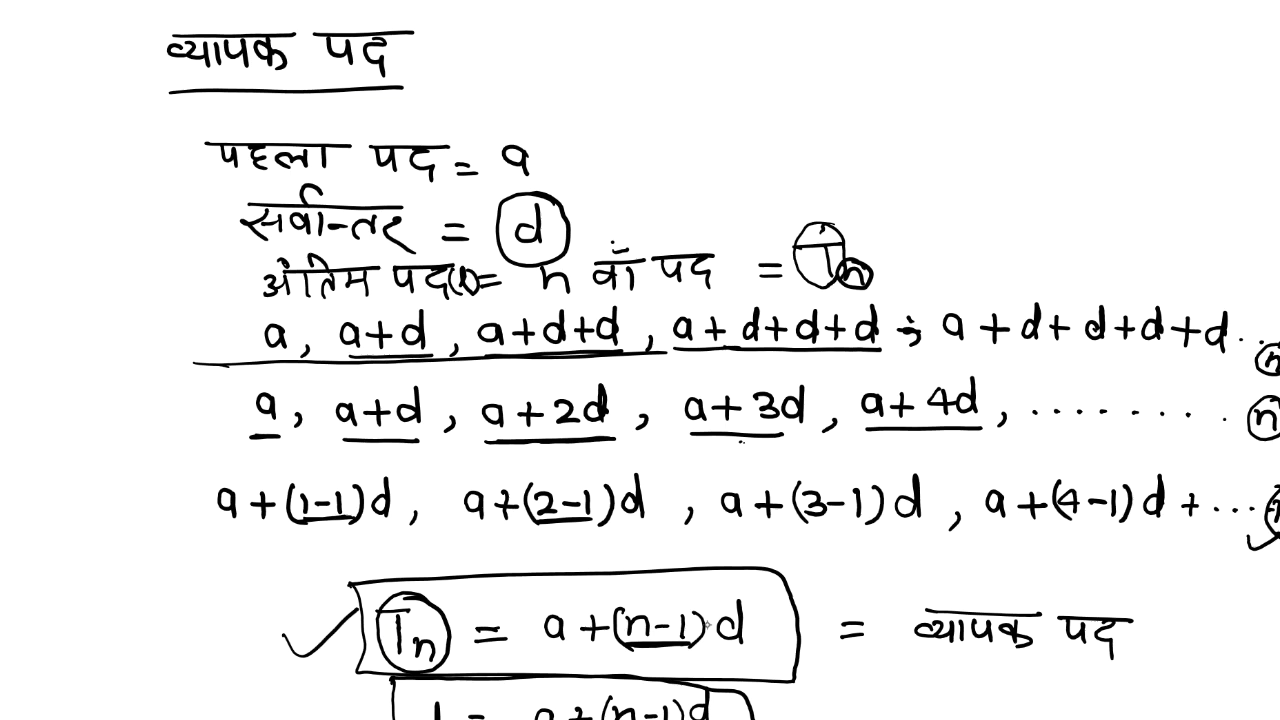 व्यापक पद
पहला पद = a
सर्वान्तर = d
अंतिम पद(l) = n वाँ पद = Tn
a, a+d, a+d+d, a+d+d+d, a+d+d+d+d.. n
a, a+d, a+2d, a+3d, a+4d, ......... n
a+(1-1)d, a+(2-1)d, a+(3-1)d, a+(4-1)d + ...
Tn = a+(n-1)d = व्यापक पद
l = a+(n-1)d